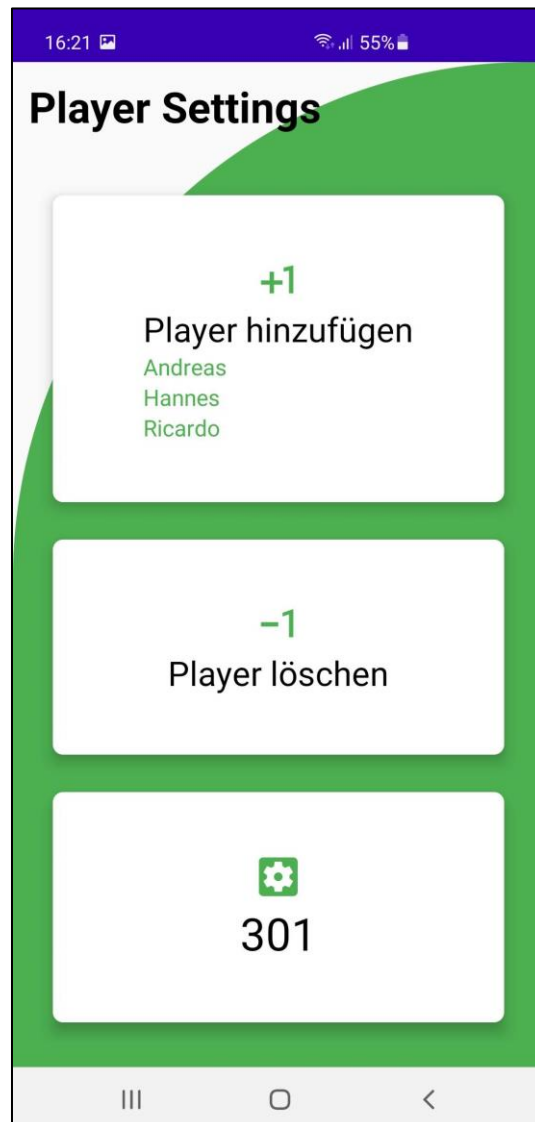 16:21 55%
Player Settings
+1
Player hinzufügen
Andreas
Hannes
Ricardo
-1
Player löschen
301